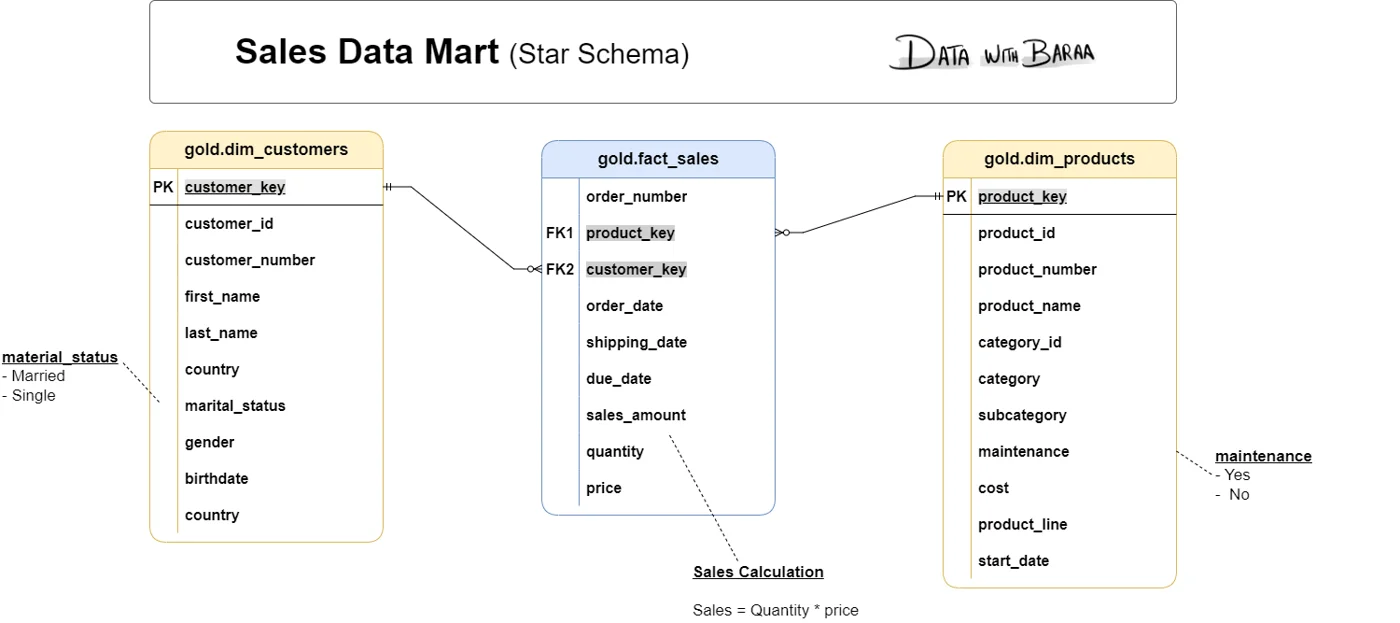 Sales Data Mart (Star Schema)
DATA WITH BARAA
gold.dim_customers
PK customer_key
customer_id
customer_number
first_name
last_name
country
marital_status
gender
birthdate
country
material_status
- Married
- Single
gold.fact_sales
order_number
FK1 product_key
FK2 customer_key
order_date
shipping_date
due_date
sales_amount
quantity
price
Sales Calculation
Sales = Quantity * price
gold.dim_products
PK product_key
product_id
product_number
product_name
category_id
category
subcategory
maintenance
cost
product_line
start_date
maintenance
- Yes
- No